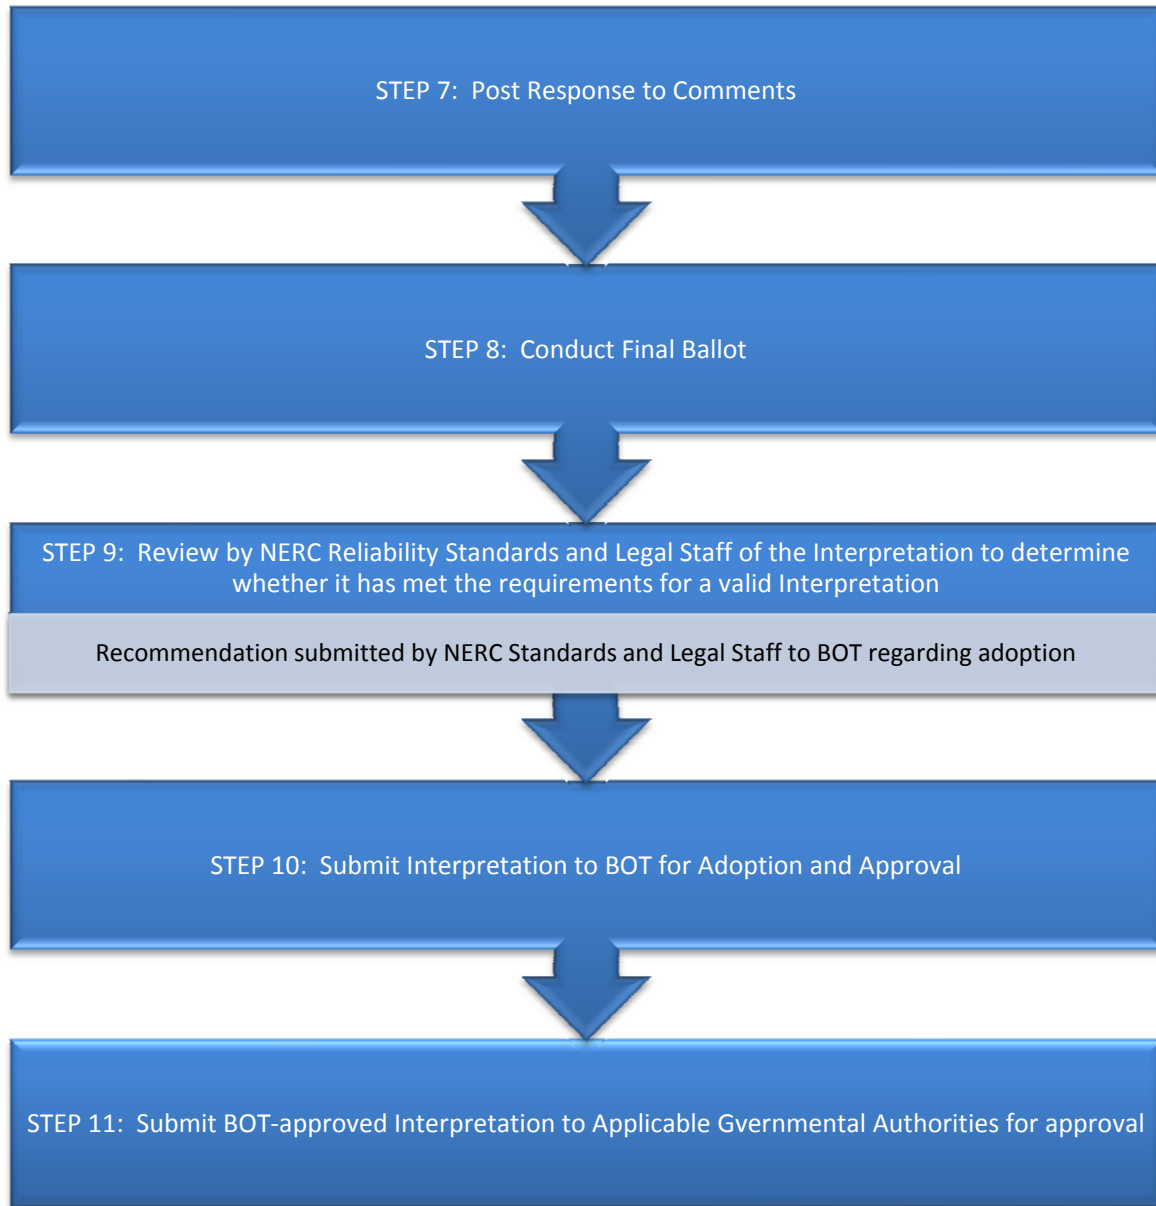 STEP 7:  Post Response to Comments
STEP 8:  Conduct Final Ballot
STEP 9:  Review by NERC Reliability Standards and Legal Staff of the Interpretation to determine
whether it has met the requirements for a valid Interpretation
Recommendation submitted by NERC Standards and Legal Staff to BOT regarding adoption
STEP 10:  Submit Interpretation to BOT for Adoption and Approval
STEP 11:  Submit BOT-approved Interpretation to Applicable Gvernmental Authorities for approval